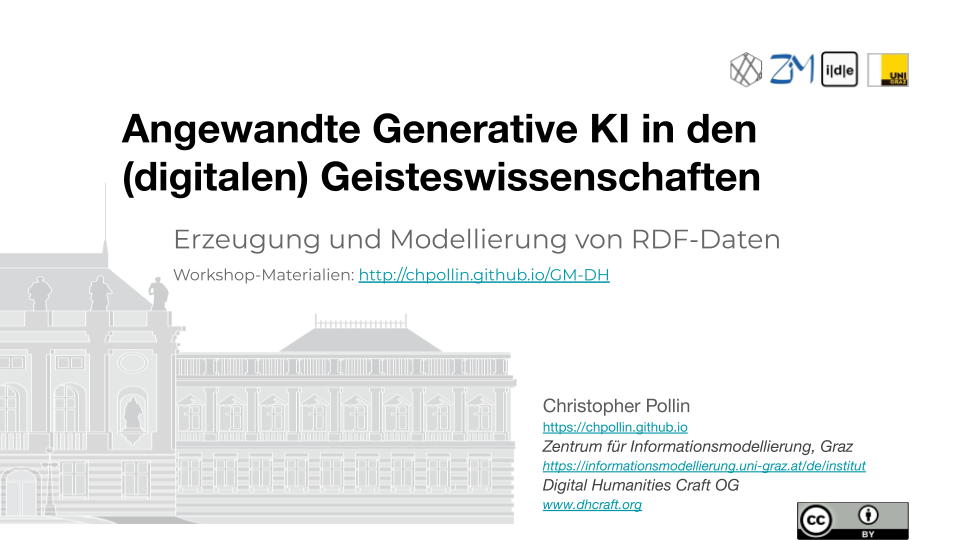 ZiM
i|d|e
UNI
GRAZ
Angewandte Generative KI in den
(digitalen) Geisteswissenschaften
Erzeugung und Modellierung von RDF-Daten
Workshop-Materialien: http://chpollin.github.io/GM-DH
Christopher Pollin
https://chpollin.github.io
Zentrum für Informationsmodellierung, Graz
https://informationsmodellierung.uni-graz.at/de/institut
Digital Humanities Craft OG
www.dhcraft.org
cc
BY